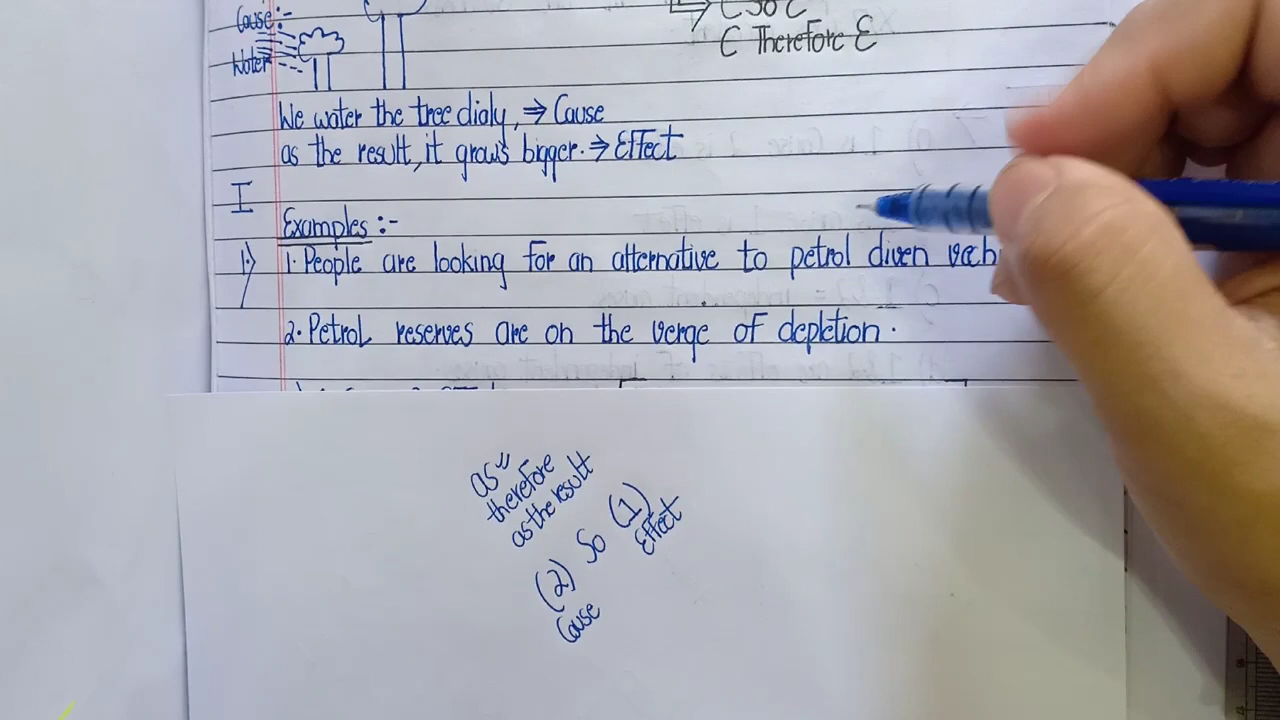 Cause:-
Water
C So E
C Therefore E
We water the tree dialy, ⇒ Cause
as the result, it grows bigger. ⇒ Effect
I
Examples :-
1.) 1. People are looking for an alternative to petrol diven
2. Petrol reserves are on the verge of depletion.
as
therefore
as the result
(2) So (1)
Cause Effect